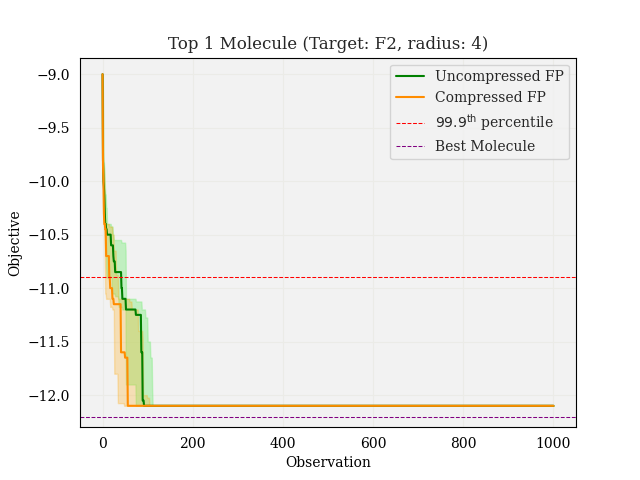 Top 1 Molecule (Target: F2, radius: 4)
Uncompressed FP
Compressed FP
99.9th percentile
Best Molecule
Objective
−9.0
−9.5
−10.0
−10.5
−11.0
−11.5
−12.0
0 200 400 600 800 1000
Observation